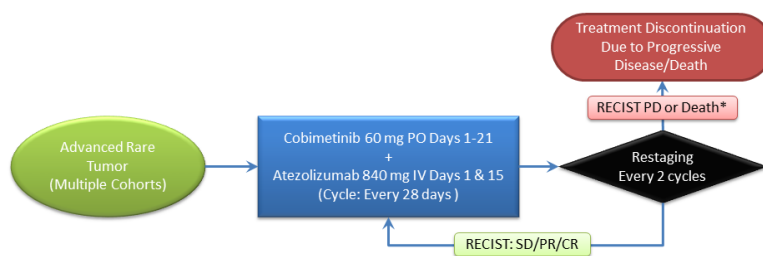 Treatment Discontinuation
Due to Progressive
Disease/Death
RECIST PD or Death*
Advanced Rare
Tumor
(Multiple Cohorts)
Cobimetinib 60 mg PO Days 1-21
+
Atezolizumab 840 mg IV Days 1 & 15
(Cycle: Every 28 days )
Restaging
Every 2 cycles
RECIST: SD/PR/CR